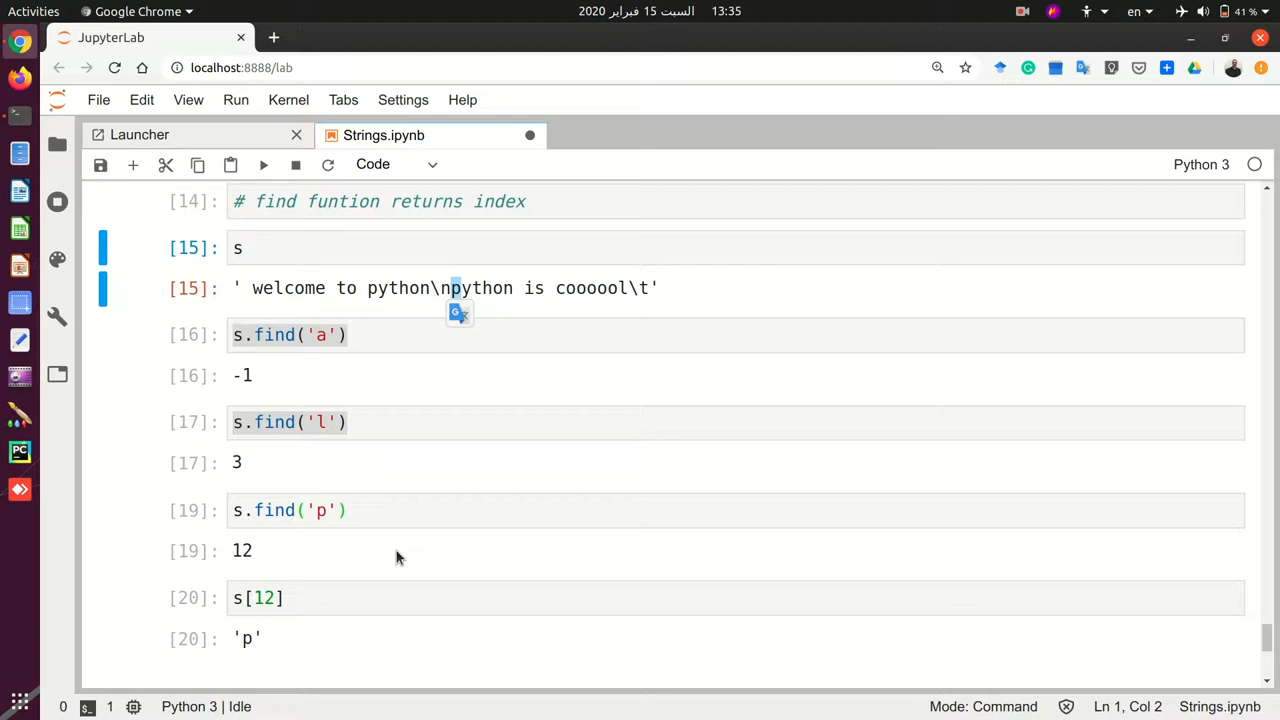 Activities
Google Chrome
السبت 15 فبراير 2020
13:35
en
41 %
JupyterLab
localhost:8888/lab
File
Edit
View
Run
Kernel
Tabs
Settings
Help
Launcher
Strings.ipynb
Code
Python 3
[14]:
# find funtion returns index
[15]:
s
[15]:
' welcome to python\npython is coooool\t'
[16]:
s.find('a')
[16]:
-1
[17]:
s.find('l')
[17]:
3
[19]:
s.find('p')
[19]:
12
[20]:
s[12]
[20]:
'p'
0
1
Python 3 | Idle
Mode: Command
Ln 1, Col 2
Strings.ipynb